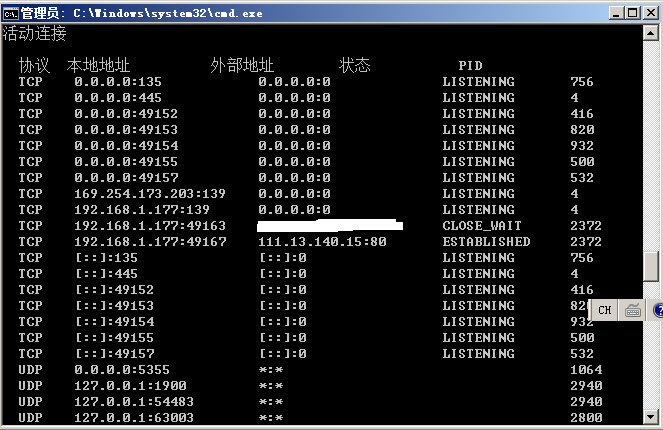 管理员: C:\Windows\system32\cmd.exe
活动连接
协议 本地地址 外部地址 状态 PID
TCP 0.0.0.0:135 0.0.0.0:0 LISTENING 756
TCP 0.0.0.0:445 0.0.0.0:0 LISTENING 4
TCP 0.0.0.0:49152 0.0.0.0:0 LISTENING 416
TCP 0.0.0.0:49153 0.0.0.0:0 LISTENING 820
TCP 0.0.0.0:49154 0.0.0.0:0 LISTENING 932
TCP 0.0.0.0:49155 0.0.0.0:0 LISTENING 500
TCP 0.0.0.0:49157 0.0.0.0:0 LISTENING 532
TCP 169.254.173.203:139 0.0.0.0:0 LISTENING 4
TCP 192.168.1.177:139 0.0.0.0:0 LISTENING 4
TCP 192.168.1.177:49163 CLOSE_WAIT 2372
TCP 192.168.1.177:49167 111.13.140.15:80 ESTABLISHED 2372
TCP [::]:135 [::]:0 LISTENING 756
TCP [::]:445 [::]:0 LISTENING 4
TCP [::]:49152 [::]:0 LISTENING 416
TCP [::]:49153 [::]:0 LISTENING 820
CH
TCP [::]:49154 [::]:0 LISTENING 932
TCP [::]:49155 [::]:0 LISTENING 500
TCP [::]:49157 [::]:0 LISTENING 532
UDP 0.0.0.0:5355 *:* 1064
UDP 127.0.0.1:1900 *:* 2940
UDP 127.0.0.1:54483 *:* 2940
UDP 127.0.0.1:63003 *:* 2800